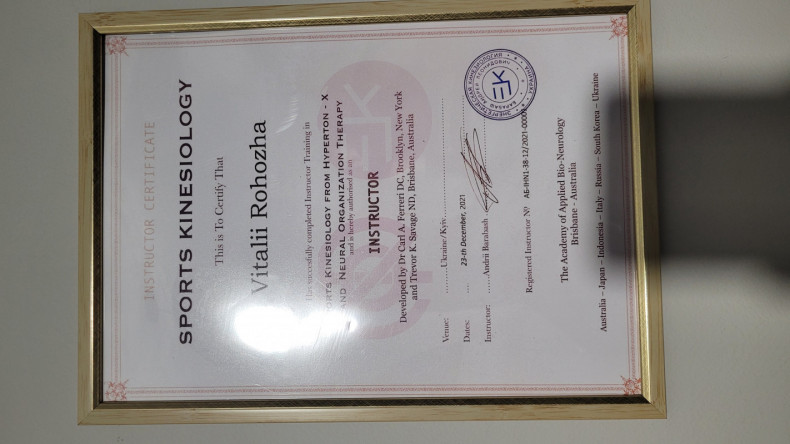 INSTRUCTOR CERTIFICATE
SPORTS KINESIOLOGY
This is To Certify That
Vitalii Rohozha
Has successfully completed Instructor Training in
SPORTS KINESIOLOGY FROM HYPERTON - X
AND NEURAL ORGANIZATION THERAPY
and is hereby authorised as an
INSTRUCTOR
Developed by Dr Carl A. Ferreri DC, Brooklyn, New York
and Trevor K. Savage ND, Brisbane, Australia
Venue: ........Ukraine/Kyiv
Dates: .... 23-th December, 2021
Instructor: ......Andrii Barabash
Registered Instructor №
The Academy of Applied Bio-Neurology
Brisbane - Australia
Australia – Japan – Indonesia – Italy – Russia – South Korea – Ukraine